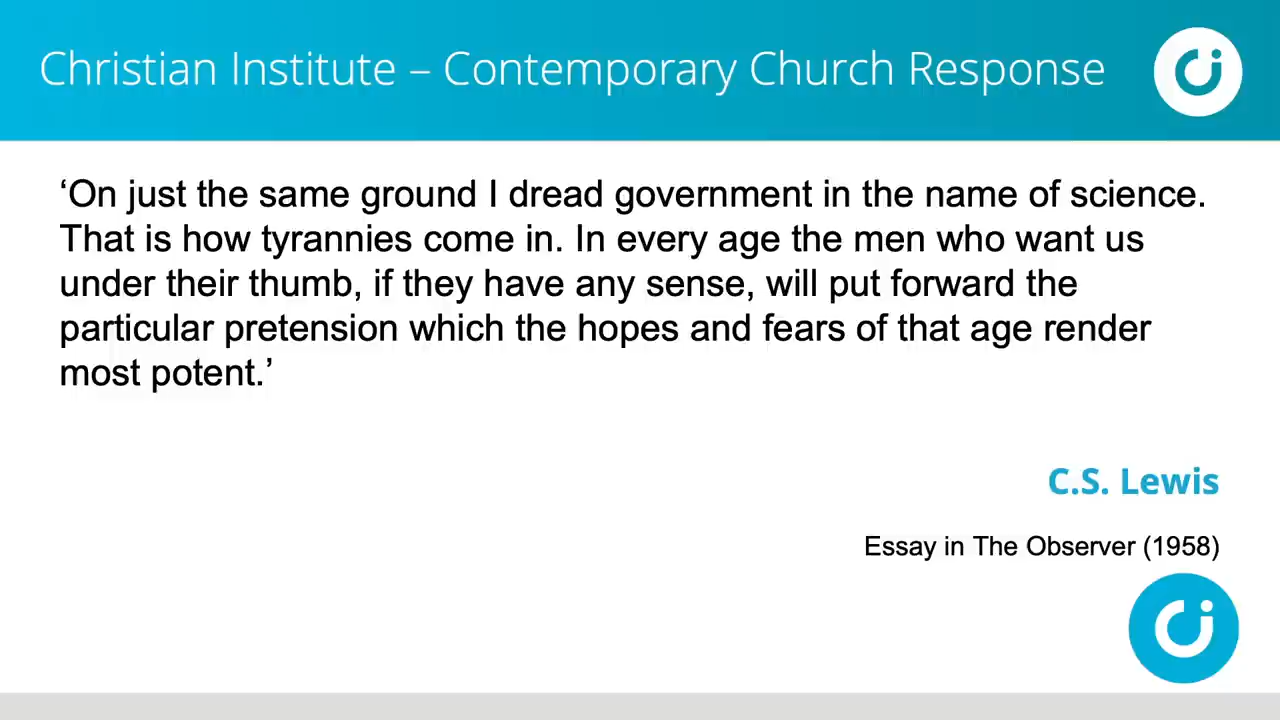 Christian Institute – Contemporary Church Response
‘On just the same ground I dread government in the name of science.
That is how tyrannies come in. In every age the men who want us
under their thumb, if they have any sense, will put forward the
particular pretension which the hopes and fears of that age render
most potent.’
C.S. Lewis
Essay in The Observer (1958)